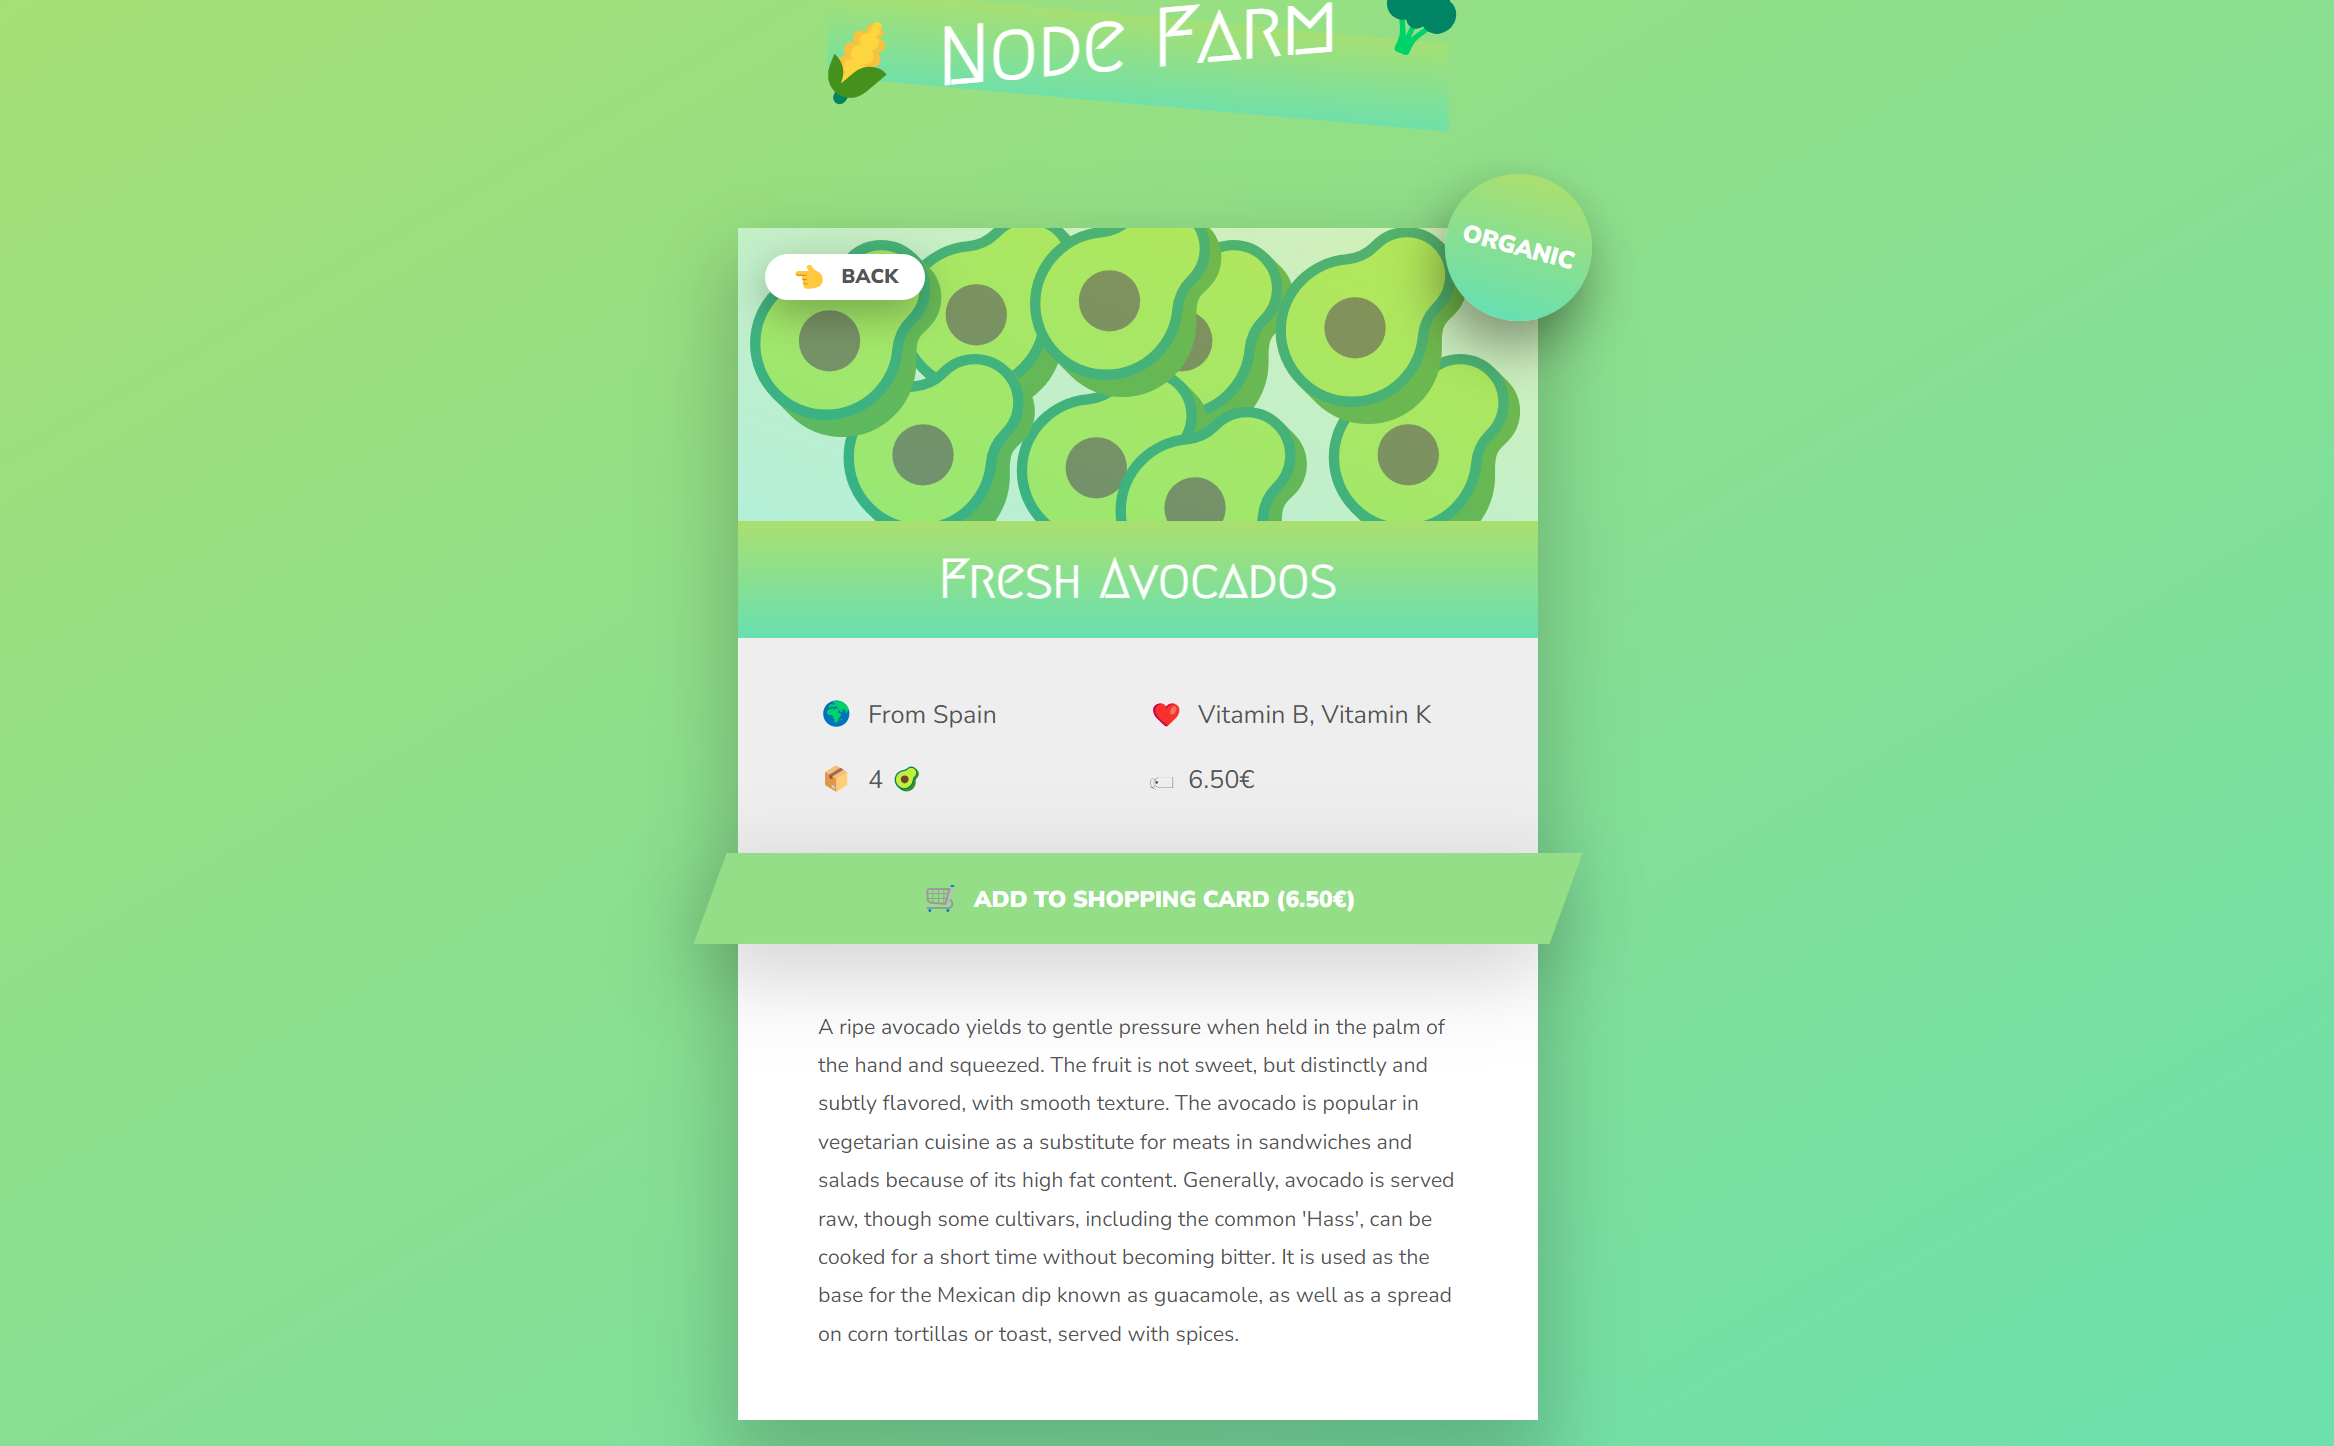 Node Farm
ORGANIC
BACK
Fresh Avocados
From Spain
Vitamin B, Vitamin K
4
6.50€
ADD TO SHOPPING CARD (6.50€)
A ripe avocado yields to gentle pressure when held in the palm of
the hand and squeezed. The fruit is not sweet, but distinctly and
subtly flavored, with smooth texture. The avocado is popular in
vegetarian cuisine as a substitute for meats in sandwiches and
salads because of its high fat content. Generally, avocado is served
raw, though some cultivars, including the common 'Hass', can be
cooked for a short time without becoming bitter. It is used as the
base for the Mexican dip known as guacamole, as well as a spread
on corn tortillas or toast, served with spices.